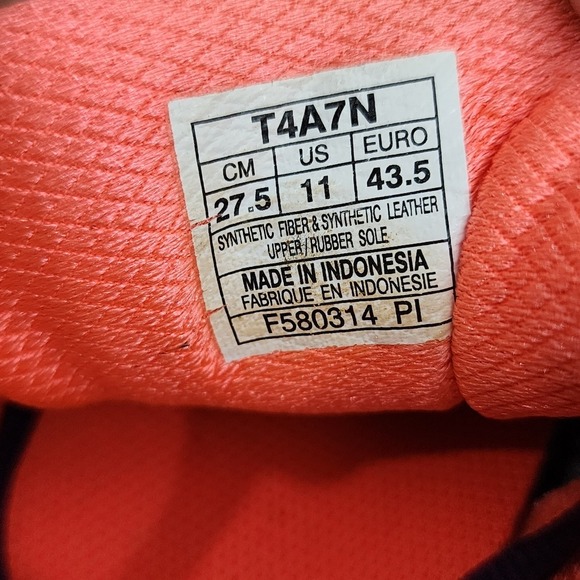 T4A7N
CM US EURO
27.5 11 43.5
SYNTHETIC FIBER & SYNTHETIC LEATHER
UPPER / RUBBER SOLE
MADE IN INDONESIA
FABRIQUE EN INDONESIE
F580314 PI